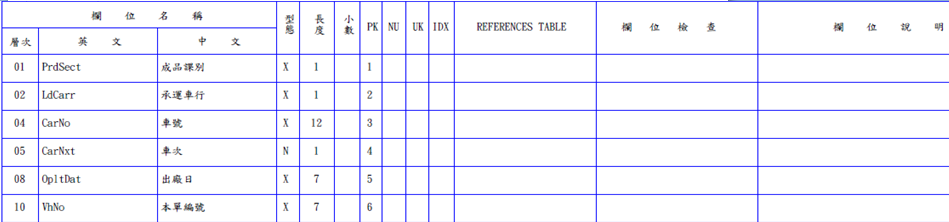 欄 位 名 稱 型態 長度 小數 PK NU UK IDX REFERENCES TABLE 欄 位 檢 查 欄 位 說 明
層次 英 文 中 文
01 PrdSect 成品課別 X 1 1
02 LdCarr 承運車行 X 1 2
04 CarNo 車號 X 12 3
05 CarNxt 車次 N 1 4
08 OpltDat 出廠日 X 7 5
10 VhNo 本單編號 X 7 6